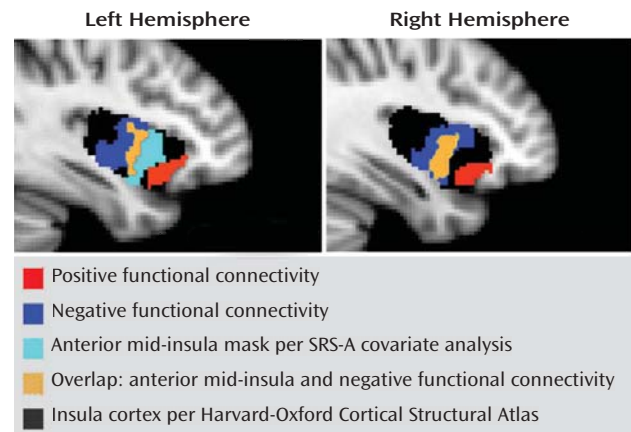 Left Hemisphere
Right Hemisphere
Positive functional connectivity
Negative functional connectivity
Anterior mid-insula mask per SRS-A covariate analysis
Overlap: anterior mid-insula and negative functional connectivity
Insula cortex per Harvard-Oxford Cortical Structural Atlas